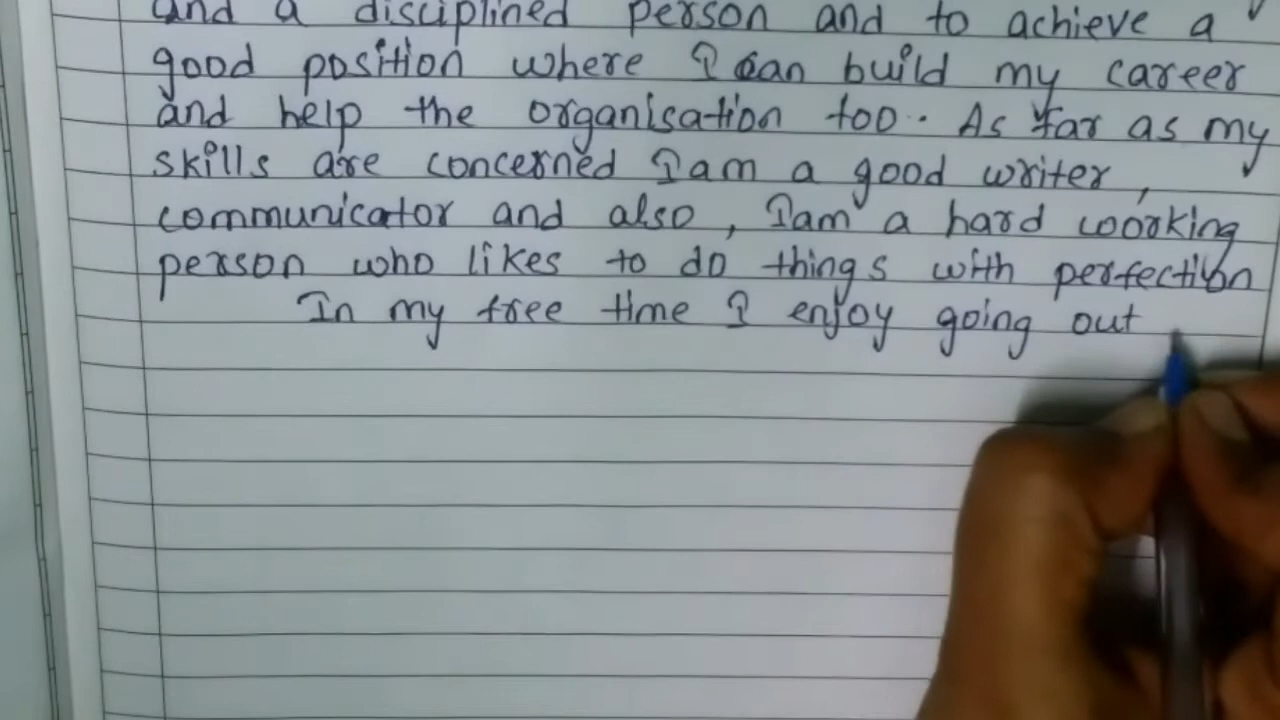 and a disciplined person and to achieve a
good position where I can build my career
and help the organisation too. As far as my
skills are concerned I am a good writer,
communicator and also, I am a hard working
person who likes to do things with perfection
In my free time I enjoy going out